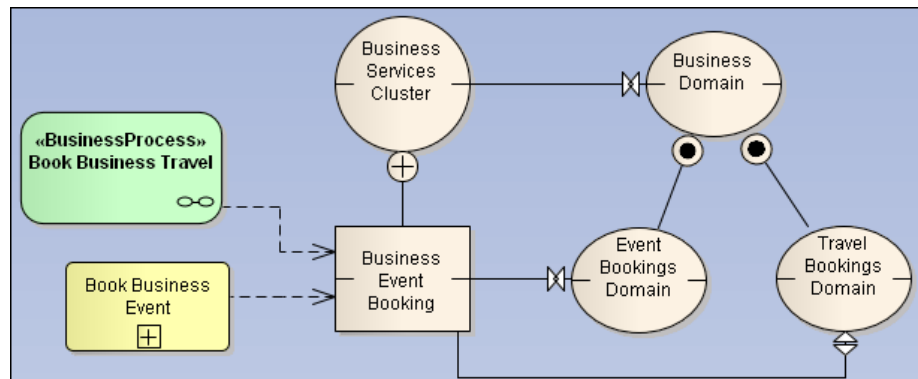 Business
Services
Cluster
Business
Domain
«BusinessProcess»
Book Business Travel
Business
Event
Booking
Event
Bookings
Domain
Travel
Bookings
Domain
Book Business
Event